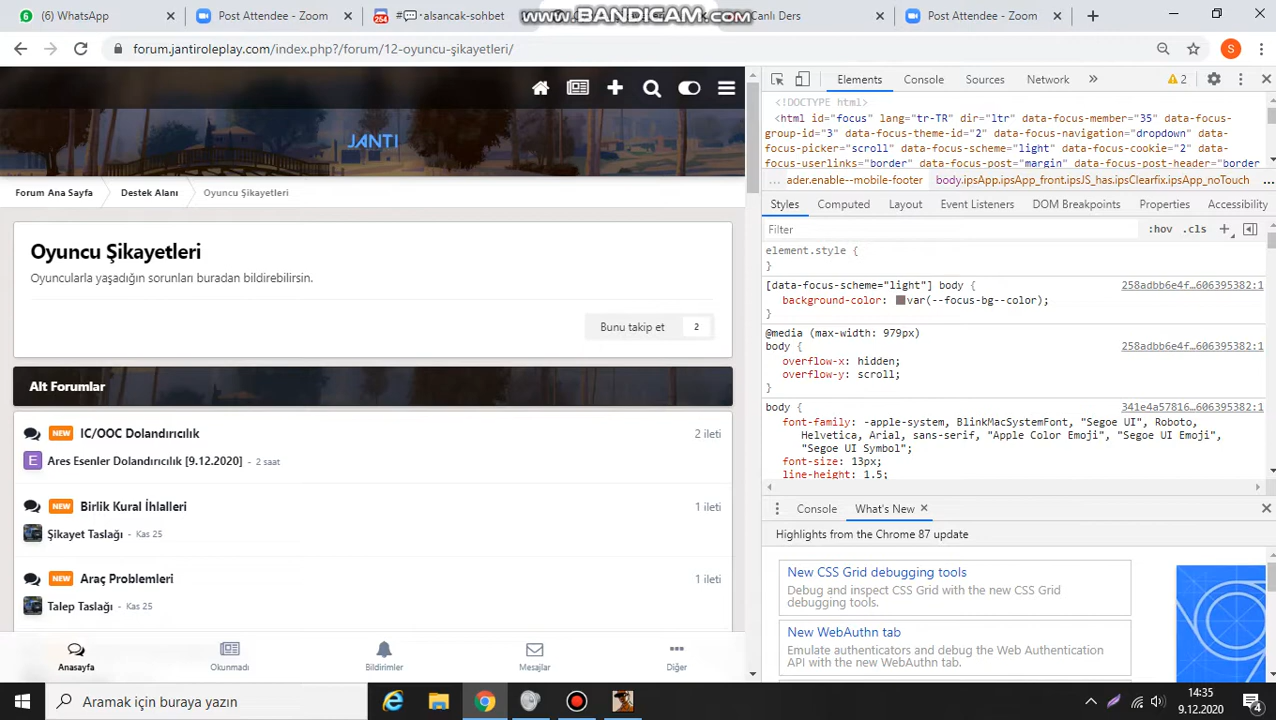 (6) WhatsApp
Post Attendee - Zoom
264
#💬-alsancak-sohbet
www.BANDICAM.com
Canlı Ders
Post Attendee - Zoom
forum.jantiroleplay.com/index.php?/forum/12-oyuncu-şikayetleri/
S
JANTI
Forum Ana Sayfa
Destek Alanı
Oyuncu Şikayetleri
Oyuncu Şikayetleri
Oyuncularla yaşadığın sorunları buradan bildirebilirsin.
Bunu takip et 2
Alt Forumlar
NEW IC/OOC Dolandırıcılık 2 ileti
E Ares Esenler Dolandırıcılık [9.12.2020] - 2 saat
NEW Birlik Kural İhlalleri 1 ileti
Şikayet Taslağı - Kas 25
NEW Araç Problemleri 1 ileti
Talep Taslağı - Kas 25
Anasayfa
Okunmadı
Bildirimler
Mesajlar
Diğer
Elements Console Sources Network » 2
<!DOCTYPE html>
<html id="focus" lang="tr-TR" dir="ltr" data-focus-member="35" data-focus-
group-id="3" data-focus-theme-id="2" data-focus-navigation="dropdown" data-
focus-picker="scroll" data-focus-scheme="light" data-focus-cookie="2" data-
focus-userlinks="border" data-focus-post="margin" data-focus-post-header="border
... ader.enable--mobile-footer body.ipsApp.ipsApp_front.ipsJS_has.ipsClearfix.ipsApp_noTouch ...
Styles Computed Layout Event Listeners DOM Breakpoints Properties Accessibility
Filter :hov .cls +
element.style {
}
[data-focus-scheme="light"] body { 258adbb6e4f…606395382:1
background-color: var(--focus-bg--color);
}
@media (max-width: 979px)
body { 258adbb6e4f…606395382:1
overflow-x: hidden;
overflow-y: scroll;
}
body { 341e4a57816…606395382:1
font-family: -apple-system, BlinkMacSystemFont, "Segoe UI", Roboto,
Helvetica, Arial, sans-serif, "Apple Color Emoji", "Segoe UI Emoji",
"Segoe UI Symbol";
font-size: 13px;
line-height: 1.5;
Console What's New
Highlights from the Chrome 87 update
New CSS Grid debugging tools
Debug and inspect CSS Grid with the new CSS Grid
debugging tools.
New WebAuthn tab
Emulate authenticators and debug the Web Authentication
API with the new WebAuthn tab.
Aramak için buraya yazın
14:35
9.12.2020
4